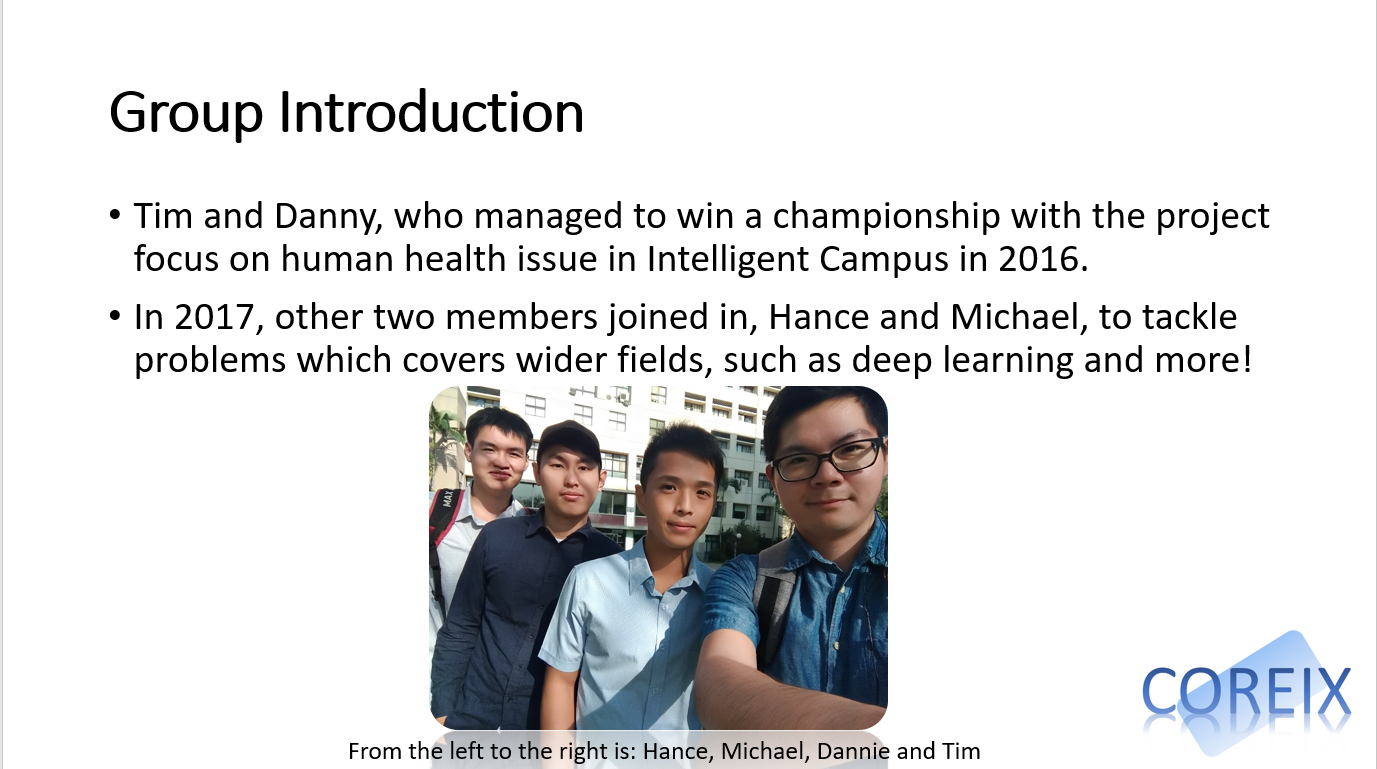 Group Introduction
• Tim and Danny, who managed to win a championship with the project
focus on human health issue in Intelligent Campus in 2016.
• In 2017, other two members joined in, Hance and Michael, to tackle
problems which covers wider fields, such as deep learning and more!
MAX
COREIX
From the left to the right is: Hance, Michael, Dannie and Tim